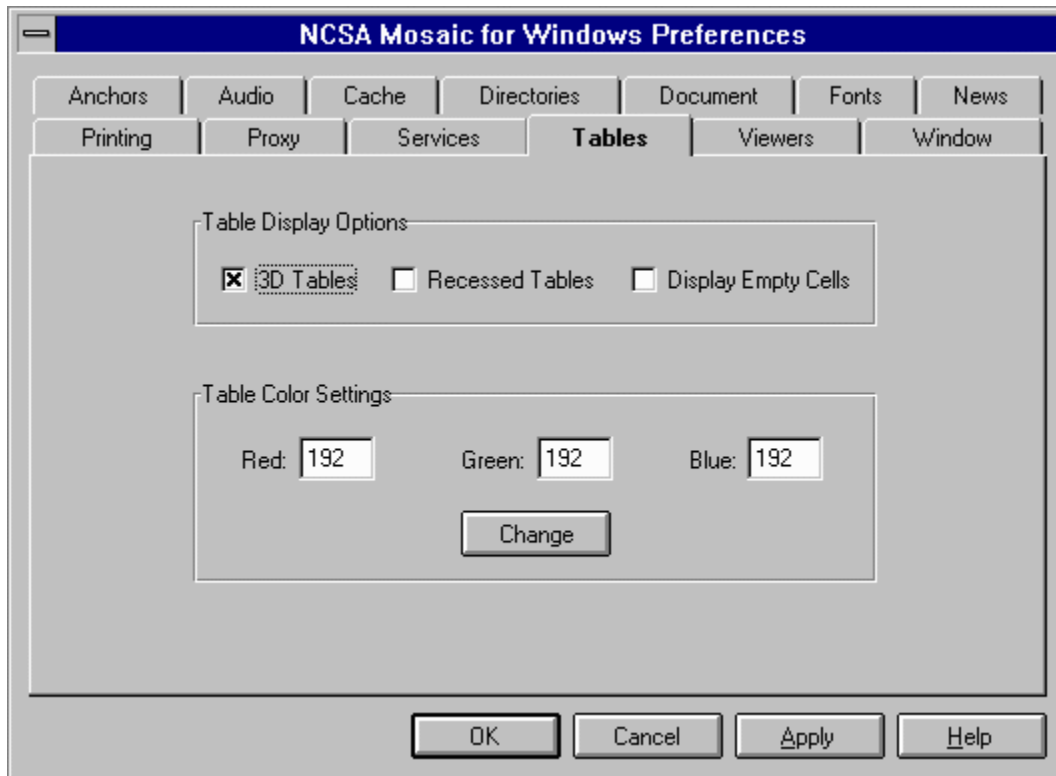 NCSA Mosaic for Windows Preferences
Anchors Audio Cache Directories Document Fonts News
Printing Proxy Services Tables Viewers Window
Table Display Options
3D Tables Recessed Tables Display Empty Cells
Table Color Settings
Red: 192 Green: 192 Blue: 192
Change
OK Cancel Apply Help